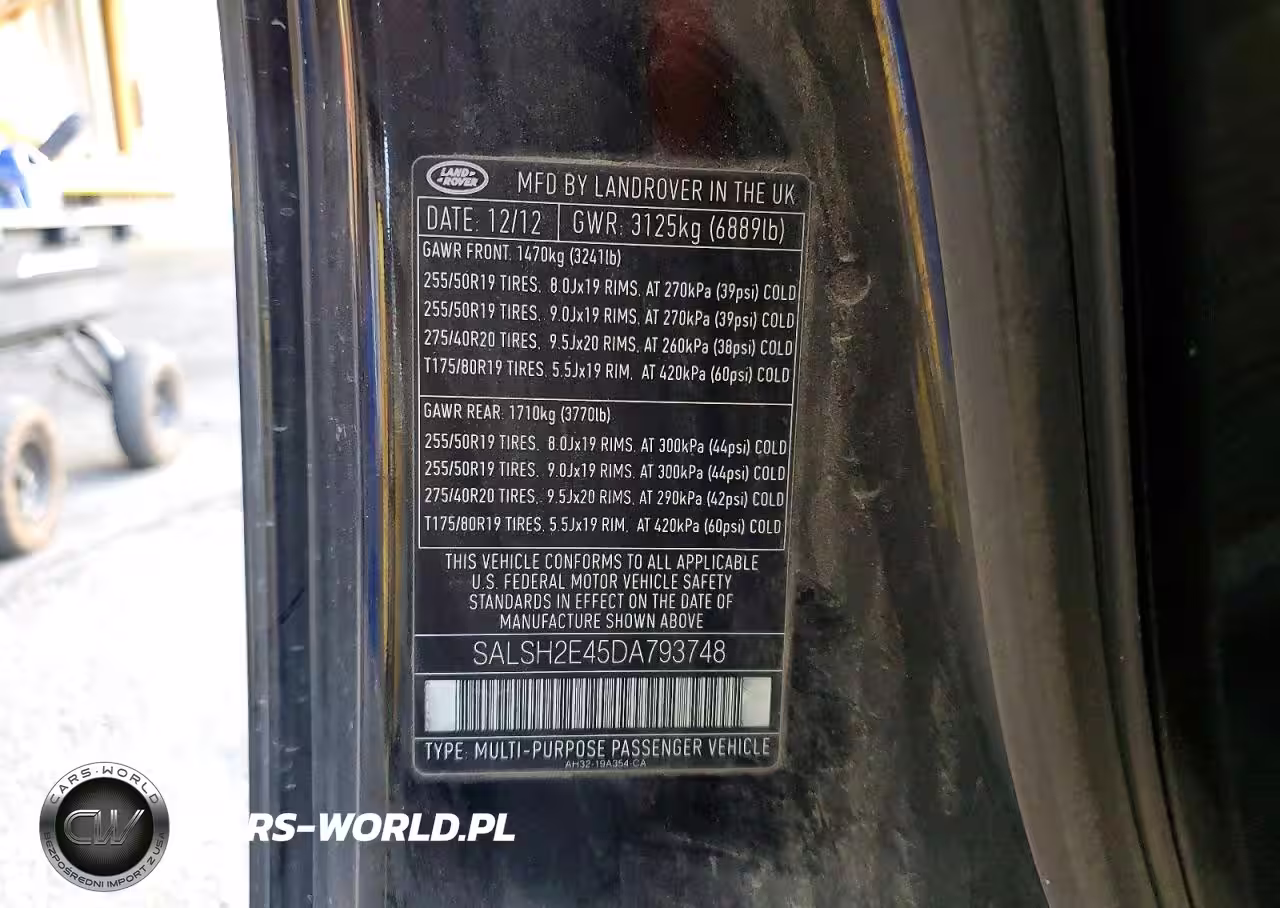 LAND ROVER
MFD BY LANDROVER IN THE UK
DATE: 12/12 GWR: 3125kg (6889lb)
GAWR FRONT. 1470kg (3241lb)
255/50R19 TIRES. 8.0Jx19 RIMS. AT 270kPa (39psi) COLD
255/50R19 TIRES. 9.0Jx19 RIMS. AT 270kPa (39psi) COLD
275/40R20 TIRES. 9.5Jx20 RIMS. AT 260kPa (38psi) COLD
T175/80R19 TIRES. 5.5Jx19 RIM. AT 420kPa (60psi) COLD
GAWR REAR: 1710kg (3770lb)
255/50R19 TIRES. 8.0Jx19 RIMS. AT 300kPa (44psi) COLD
255/50R19 TIRES. 9.0Jx19 RIMS. AT 300kPa (44psi) COLD
275/40R20 TIRES. 9.5Jx20 RIMS. AT 290kPa (42psi) COLD
T175/80R19 TIRES. 5.5Jx19 RIM. AT 420kPa (60psi) COLD
THIS VEHICLE CONFORMS TO ALL APPLICABLE
U.S. FEDERAL MOTOR VEHICLE SAFETY
STANDARDS IN EFFECT ON THE DATE OF
MANUFACTURE SHOWN ABOVE
SALSH2E45DA793748
TYPE: MULTI-PURPOSE PASSENGER VEHICLE
AH32-19A354-CA
CARS-WORLD
CW
BEZPOŚREDNI IMPORT Z USA
RS-WORLD.PL